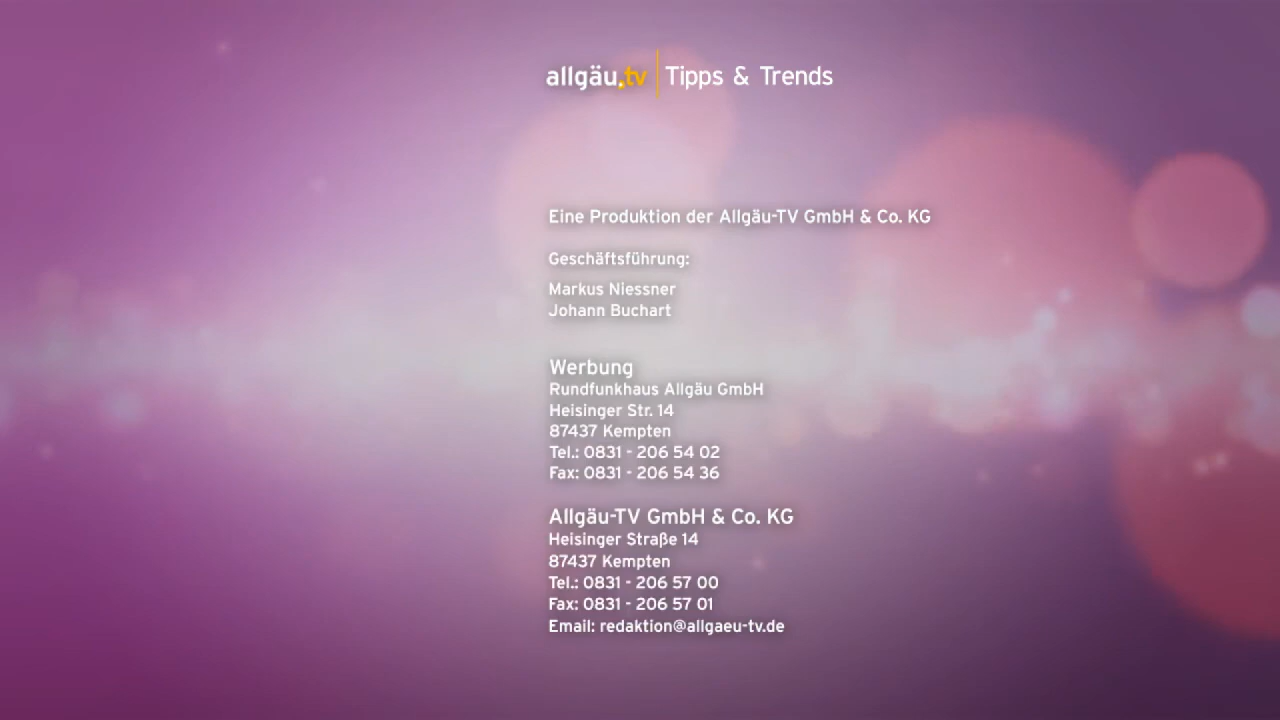 allgäu.tv Tipps & Trends
Eine Produktion der Allgäu-TV GmbH & Co. KG
Geschäftsführung:
Markus Niessner
Johann Buchart
Werbung
Rundfunkhaus Allgäu GmbH
Heisinger Str. 14
87437 Kempten
Tel.: 0831 - 206 54 02
Fax: 0831 - 206 54 36
Allgäu-TV GmbH & Co. KG
Heisinger Straße 14
87437 Kempten
Tel.: 0831 - 206 57 00
Fax: 0831 - 206 57 01
Email: redaktion@allgaeu-tv.de